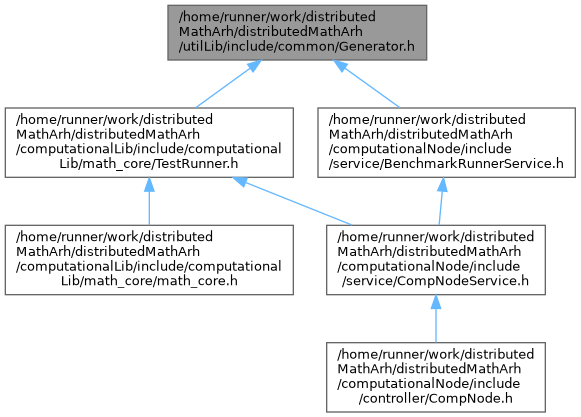 /home/runner/work/distributed
MathArh/distributedMathArh
/utilLib/include/common/Generator.h
/home/runner/work/distributed
MathArh/distributedMathArh
/computationalLib/include/computational
Lib/math_core/TestRunner.h
/home/runner/work/distributed
MathArh/distributedMathArh
/computationalNode/include
/service/BenchmarkRunnerService.h
/home/runner/work/distributed
MathArh/distributedMathArh
/computationalLib/include/computational
Lib/math_core/math_core.h
/home/runner/work/distributed
MathArh/distributedMathArh
/computationalNode/include
/service/CompNodeService.h
/home/runner/work/distributed
MathArh/distributedMathArh
/computationalNode/include
/controller/CompNode.h